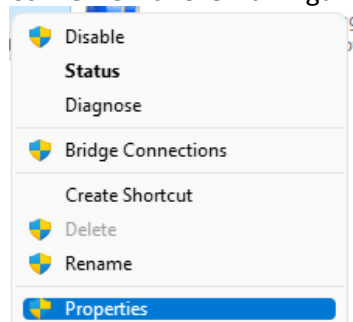 Disable
Status
Diagnose
Bridge Connections
Create Shortcut
Delete
Rename
Properties